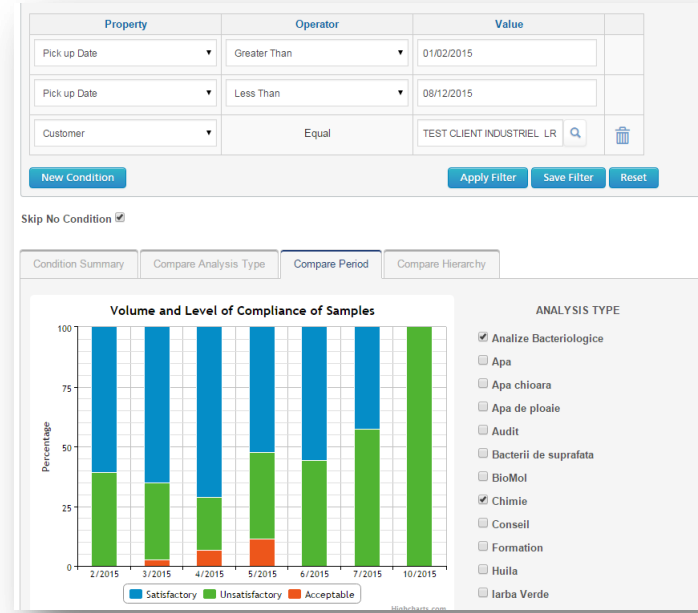 Property Operator Value
Pick up Date Greater Than 01/02/2015
Pick up Date Less Than 08/12/2015
Customer Equal TEST CLIENT INDUSTRIEL LR
New Condition Apply Filter Save Filter Reset
Skip No Condition
Condition Summary Compare Analysis Type Compare Period Compare Hierarchy
Volume and Level of Compliance of Samples
Percentage
100
75
50
25
0
2/2015 3/2015 4/2015 5/2015 6/2015 7/2015 10/2015
Satisfactory Unsatisfactory Acceptable
Highcharts.com
ANALYSIS TYPE
Analize Bacteriologice
Apa
Apa chioara
Apa de ploaie
Audit
Bacterii de suprafata
BioMol
Chimie
Conseil
Formation
Huila
Iarba Verde